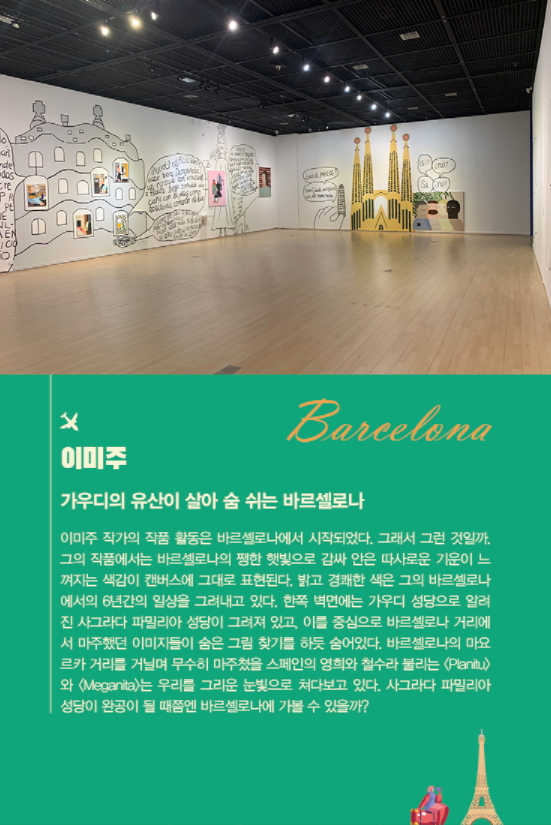 ¿SÍ? ¿NO?
SÍ ¿NO?
Barcelona
이미주
가우디의 유산이 살아 숨 쉬는 바르셀로나
이미주 작가의 작품 활동은 바르셀로나에서 시작되었다. 그래서 그런 것일까.
그의 작품에서는 바르셀로나의 쨍한 햇빛으로 감싸 안은 따사로운 기운이 느
껴지는 색감이 캔버스에 그대로 표현된다. 밝고 경쾌한 색은 그의 바르셀로나
에서의 6년간의 일상을 그려내고 있다. 한쪽 벽면에는 가우디 성당으로 알려
진 사그라다 파밀리아 성당이 그려져 있고, 이를 중심으로 바르셀로나 거리에
서 마주했던 이미지들이 숨은 그림 찾기를 하듯 숨어있다. 바르셀로나의 마요
르카 거리를 거닐며 무수히 마주쳤을 스페인의 영희와 철수라 불리는 〈Planitu〉
와 〈Meganita〉는 우리를 그리운 눈빛으로 쳐다보고 있다. 사그라다 파밀리아
성당이 완공이 될 때쯤엔 바르셀로나에 가볼 수 있을까?